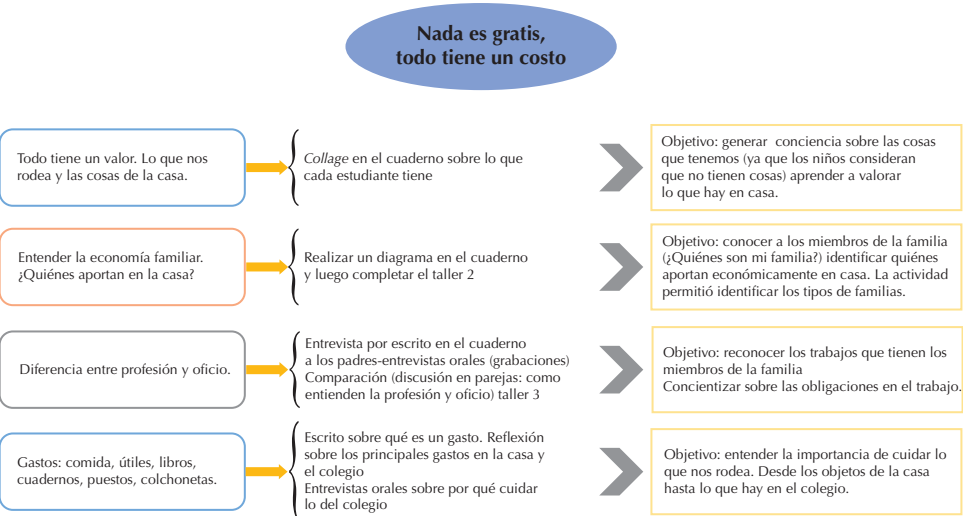 Nada es gratis,
todo tiene un costo
Todo tiene un valor. Lo que nos
rodea y las cosas de la casa.
Collage en el cuaderno sobre lo que
cada estudiante tiene
Objetivo: generar conciencia sobre las cosas
que tenemos (ya que los niños consideran
que no tienen cosas) aprender a valorar
lo que hay en casa.
Entender la economía familiar.
¿Quiénes aportan en la casa?
Realizar un diagrama en el cuaderno
y luego completar el taller 2
Objetivo: conocer a los miembros de la familia
(¿Quiénes son mi familia?) identificar quiénes
aportan económicamente en casa. La actividad
permitió identificar los tipos de familias.
Diferencia entre profesión y oficio.
Entrevista por escrito en el cuaderno
a los padres-entrevistas orales (grabaciones)
Comparación (discusión en parejas: como
entienden la profesión y oficio) taller 3
Objetivo: reconocer los trabajos que tienen los
miembros de la familia
Concientizar sobre las obligaciones en el trabajo.
Gastos: comida, útiles, libros,
cuadernos, puestos, colchonetas.
Escrito sobre qué es un gasto. Reflexión
sobre los principales gastos en la casa y
el colegio
Entrevistas orales sobre por qué cuidar
lo del colegio
Objetivo: entender la importancia de cuidar lo
que nos rodea. Desde los objetos de la casa
hasta lo que hay en el colegio.